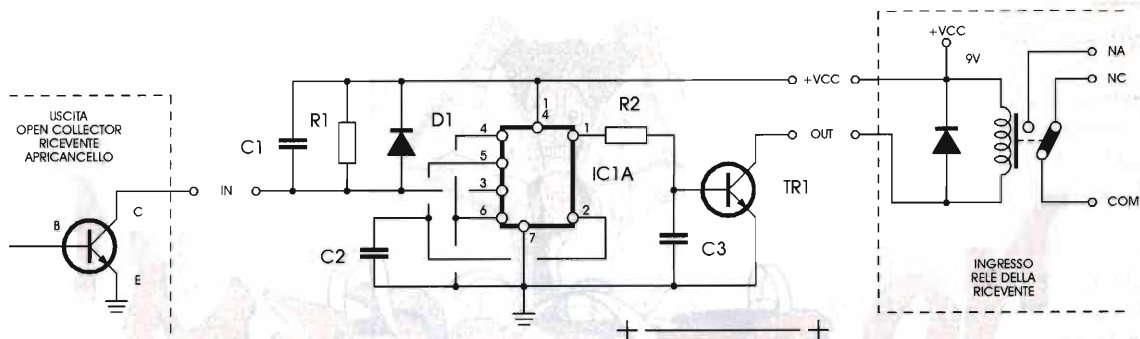 USCITA
OPEN COLLECTOR
RICEVENTE
APRICANCELLO
B
C
E
IN
C1
R1
D1
C2
4
5
3
6
1
4
7
1
2
IC1A
R2
C3
TR1
+VCC
OUT
+VCC
9V
NA
NC
COM
INGRESSO
RELE DELLA
RICEVENTE